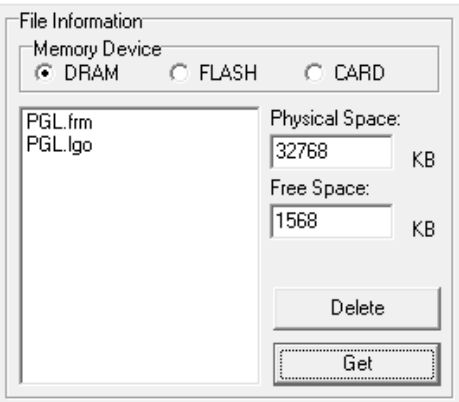 File Information
Memory Device
DRAM FLASH CARD
PGL.frm
PGL.lgo
Physical Space:
32768 KB
Free Space:
1568 KB
Delete
Get